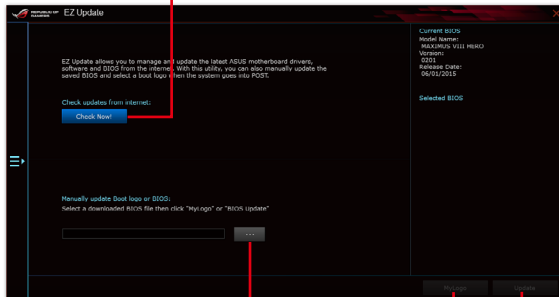 REPUBLIC OF GAMERS
EZ Update
EZ Update allows you to manage and update the latest ASUS motherboard drivers,
software and BIOS from the internet. With this utility, you can also manually update the
saved BIOS and select a boot logo when the system goes into POST.
Check updates from internet:
Check Now!
Manually update Boot logo or BIOS:
Select a downloaded BIOS file then click "MyLogo" or "BIOS Update"
...
Current BIOS
Model Name:
MAXIMUS VIII HERO
Version:
0201
Release Date:
06/01/2015
Selected BIOS
MyLogo
Update